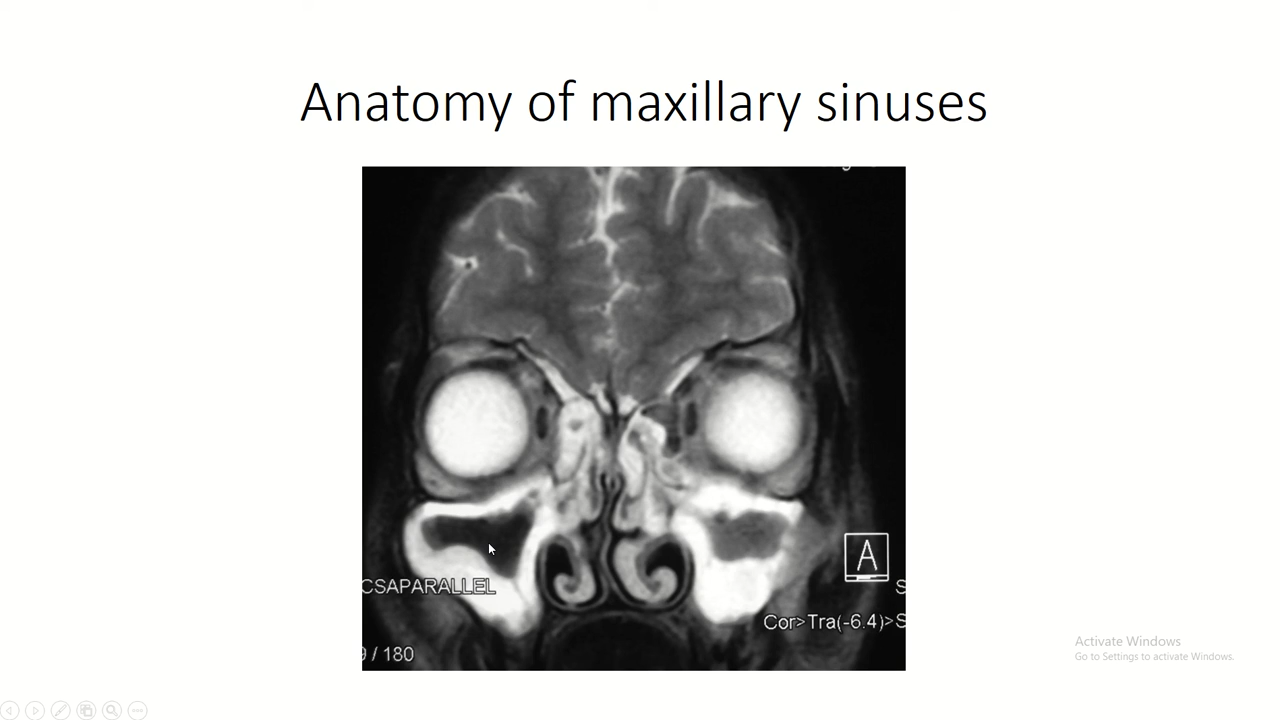 Anatomy of maxillary sinuses
A
CSAPARALLEL
S
Cor>Tra(-6.4)>S
/ 180
Activate Windows
Go to Settings to activate Windows.